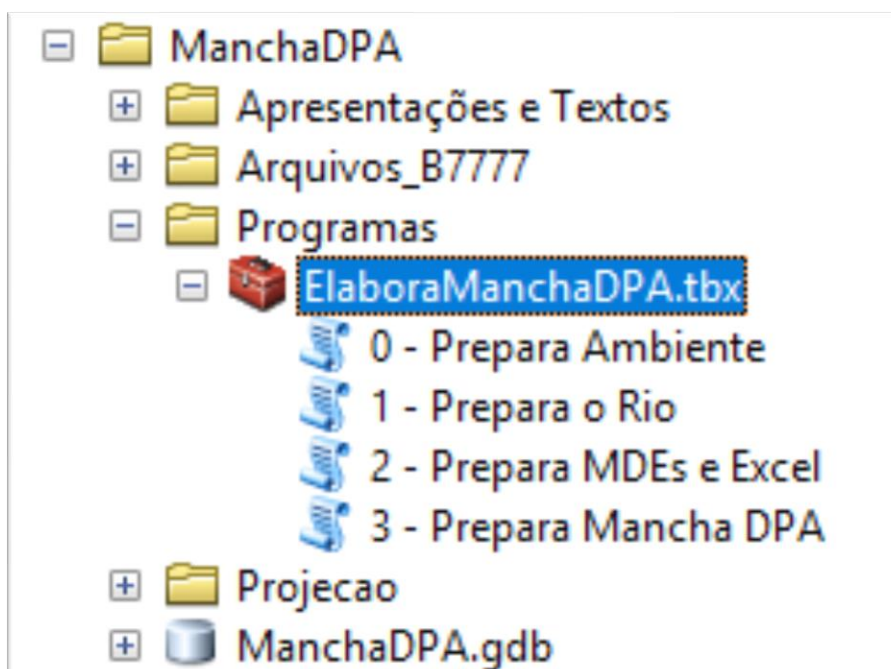 ManchaDPA
Apresentações e Textos
Arquivos_B7777
Programas
ElaboraManchaDPA.tbx
0 - Prepara Ambiente
1 - Prepara o Rio
2 - Prepara MDEs e Excel
3 - Prepara Mancha DPA
Projecao
ManchaDPA.gdb